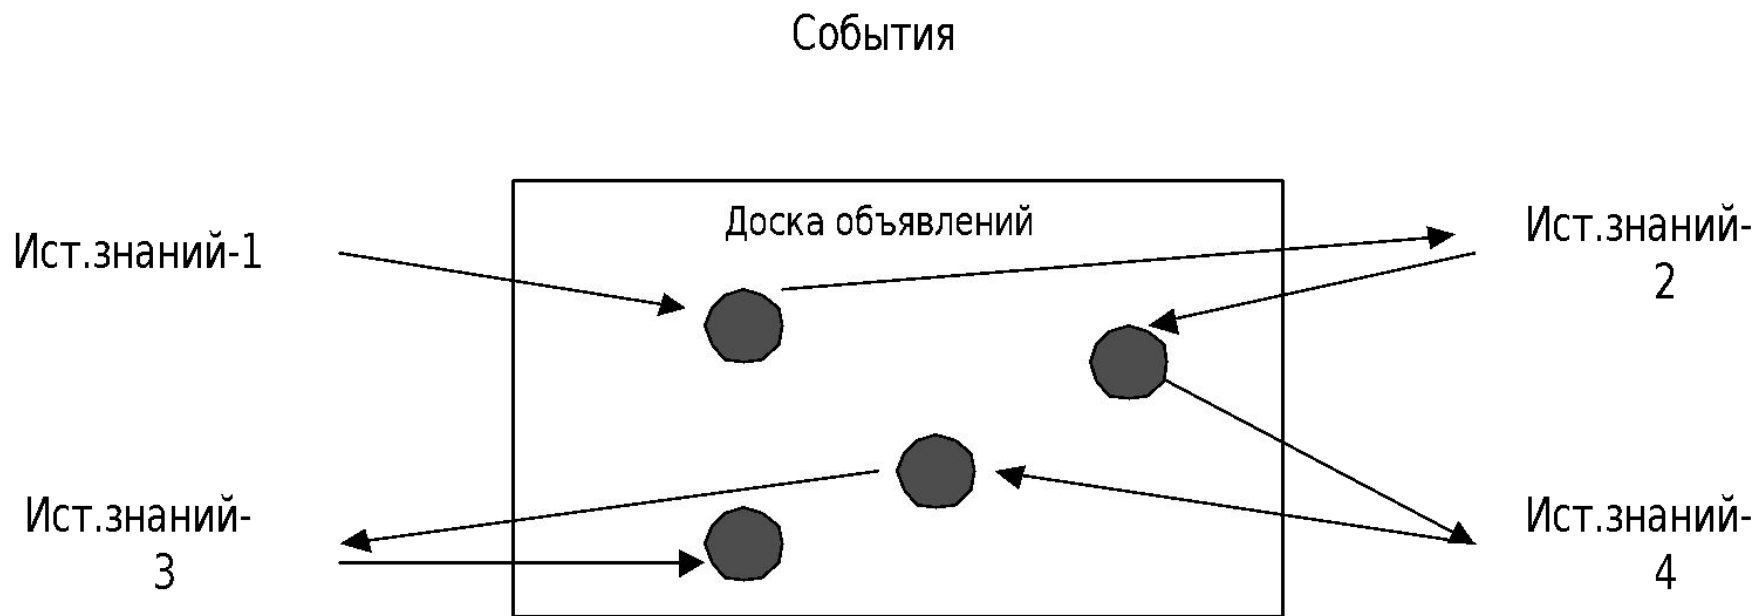 События
Доска объявлений
Ист.знаний-1
Ист.знаний-
2
Ист.знаний-
3
Ист.знаний-
4